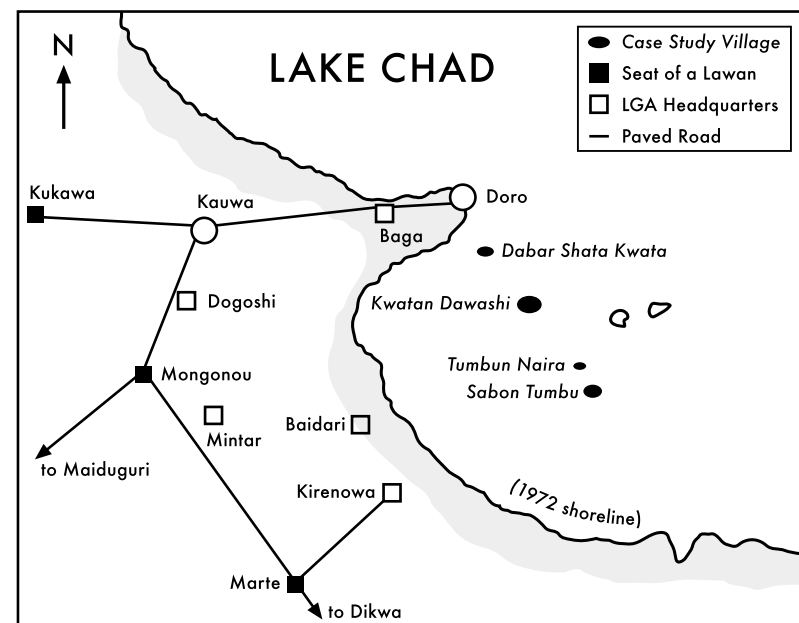 N
LAKE CHAD
Case Study Village
Seat of a Lawan
LGA Headquarters
Paved Road
Kukawa
Kauwa
Doro
Baga
Dabar Shata Kwata
Dogoshi
Kwatan Dawashi
Mongonou
Tumbun Naira
Sabon Tumbu
Mintar
Baidari
to Maiduguri
Kirenowa
(1972 shoreline)
Marte
to Dikwa